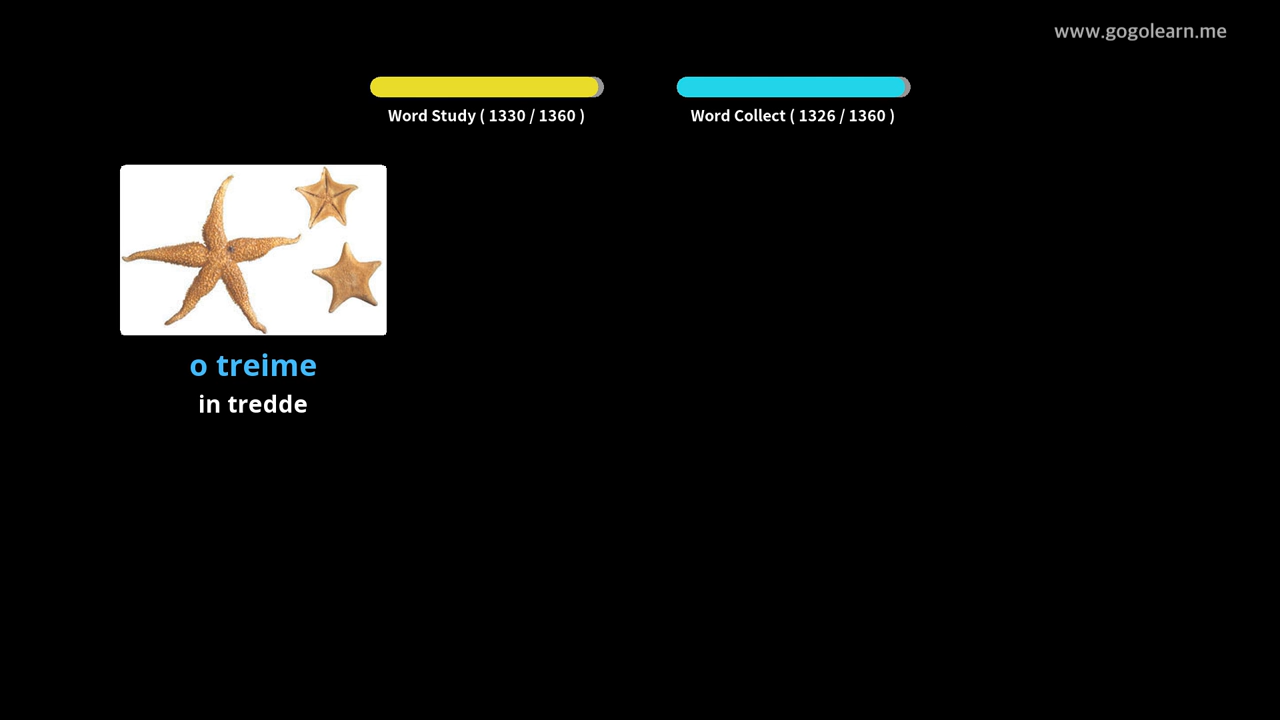 www.gogolearn.me
Word Study ( 1330 / 1360 )
Word Collect ( 1326 / 1360 )
o treime
in tredde